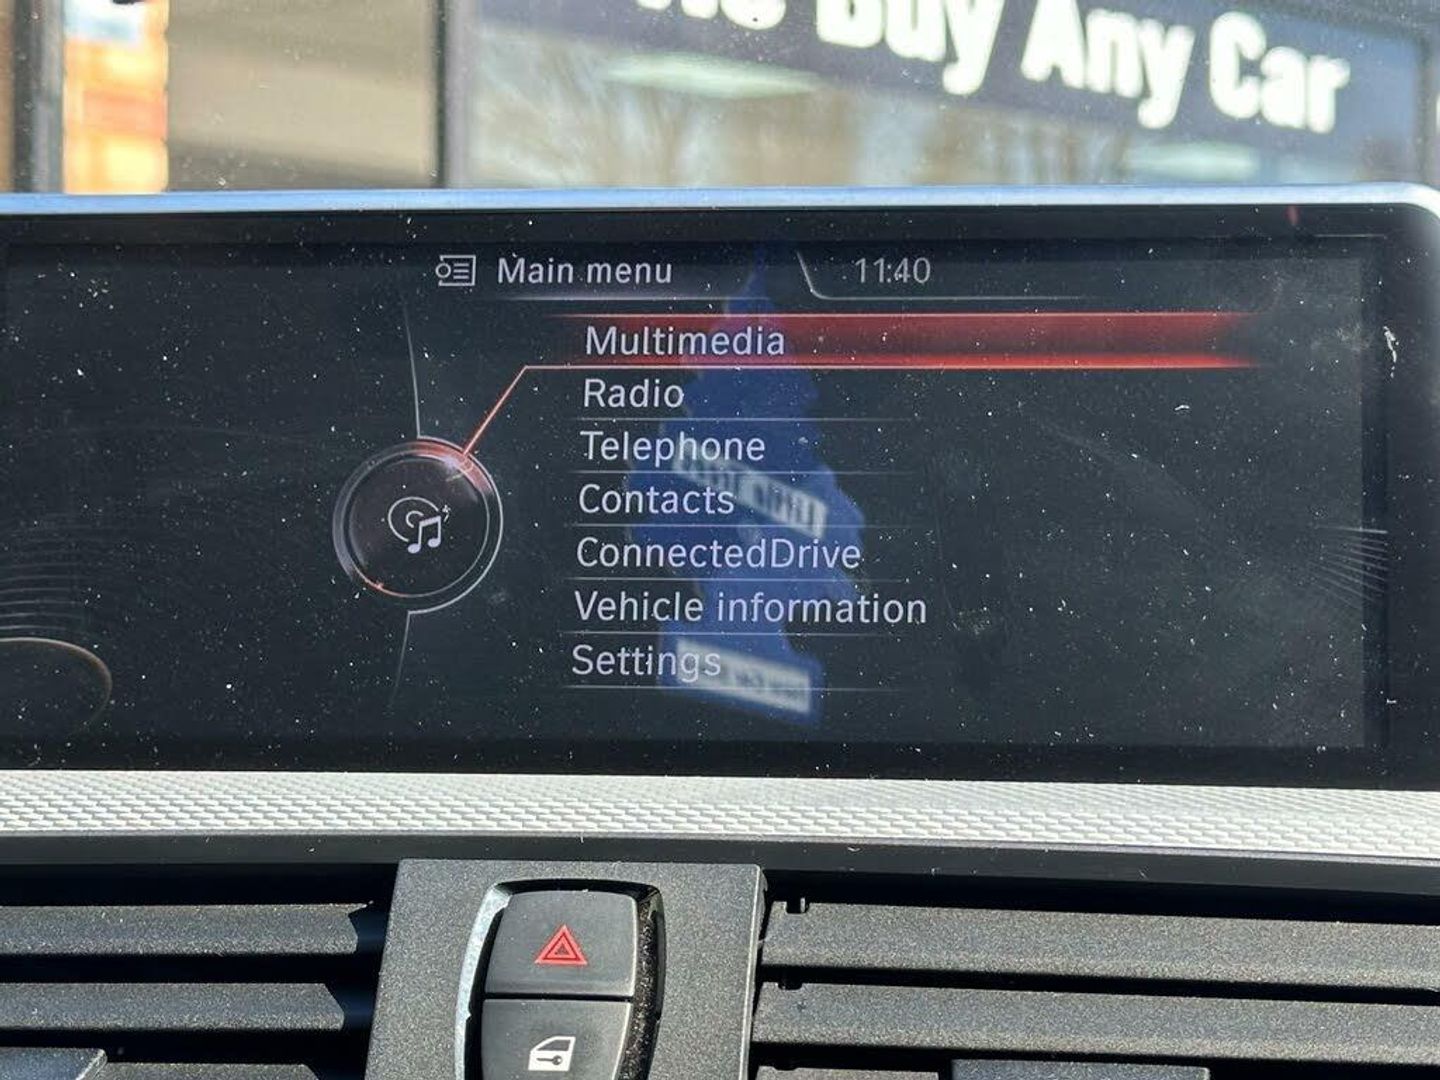 Buy Any Car
Main menu
11:40
Multimedia
Radio
Telephone
Contacts
ConnectedDrive
Vehicle information
Settings